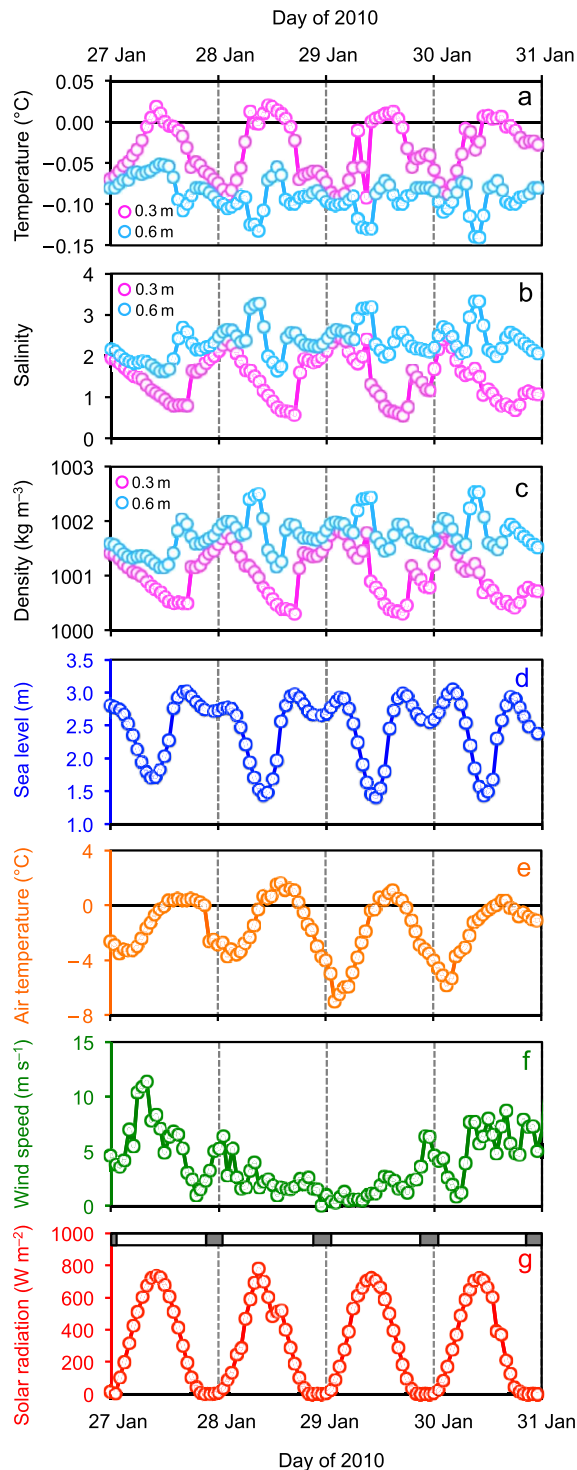 Day of 2010
27 Jan 28 Jan 29 Jan 30 Jan 31 Jan
a
Temperature (°C)
0.05
0.00
−0.05
−0.10
−0.15
0.3 m
0.6 m
b
Salinity
4
3
2
1
0
0.3 m
0.6 m
c
Density (kg m−3)
1003
1002
1001
1000
0.3 m
0.6 m
d
Sea level (m)
3.5
3.0
2.5
2.0
1.5
1.0
e
Air temperature (°C)
4
0
−4
−8
f
Wind speed (m s−1)
15
10
5
0
g
Solar radiation (W m−2)
1000
800
600
400
200
0
27 Jan 28 Jan 29 Jan 30 Jan 31 Jan
Day of 2010